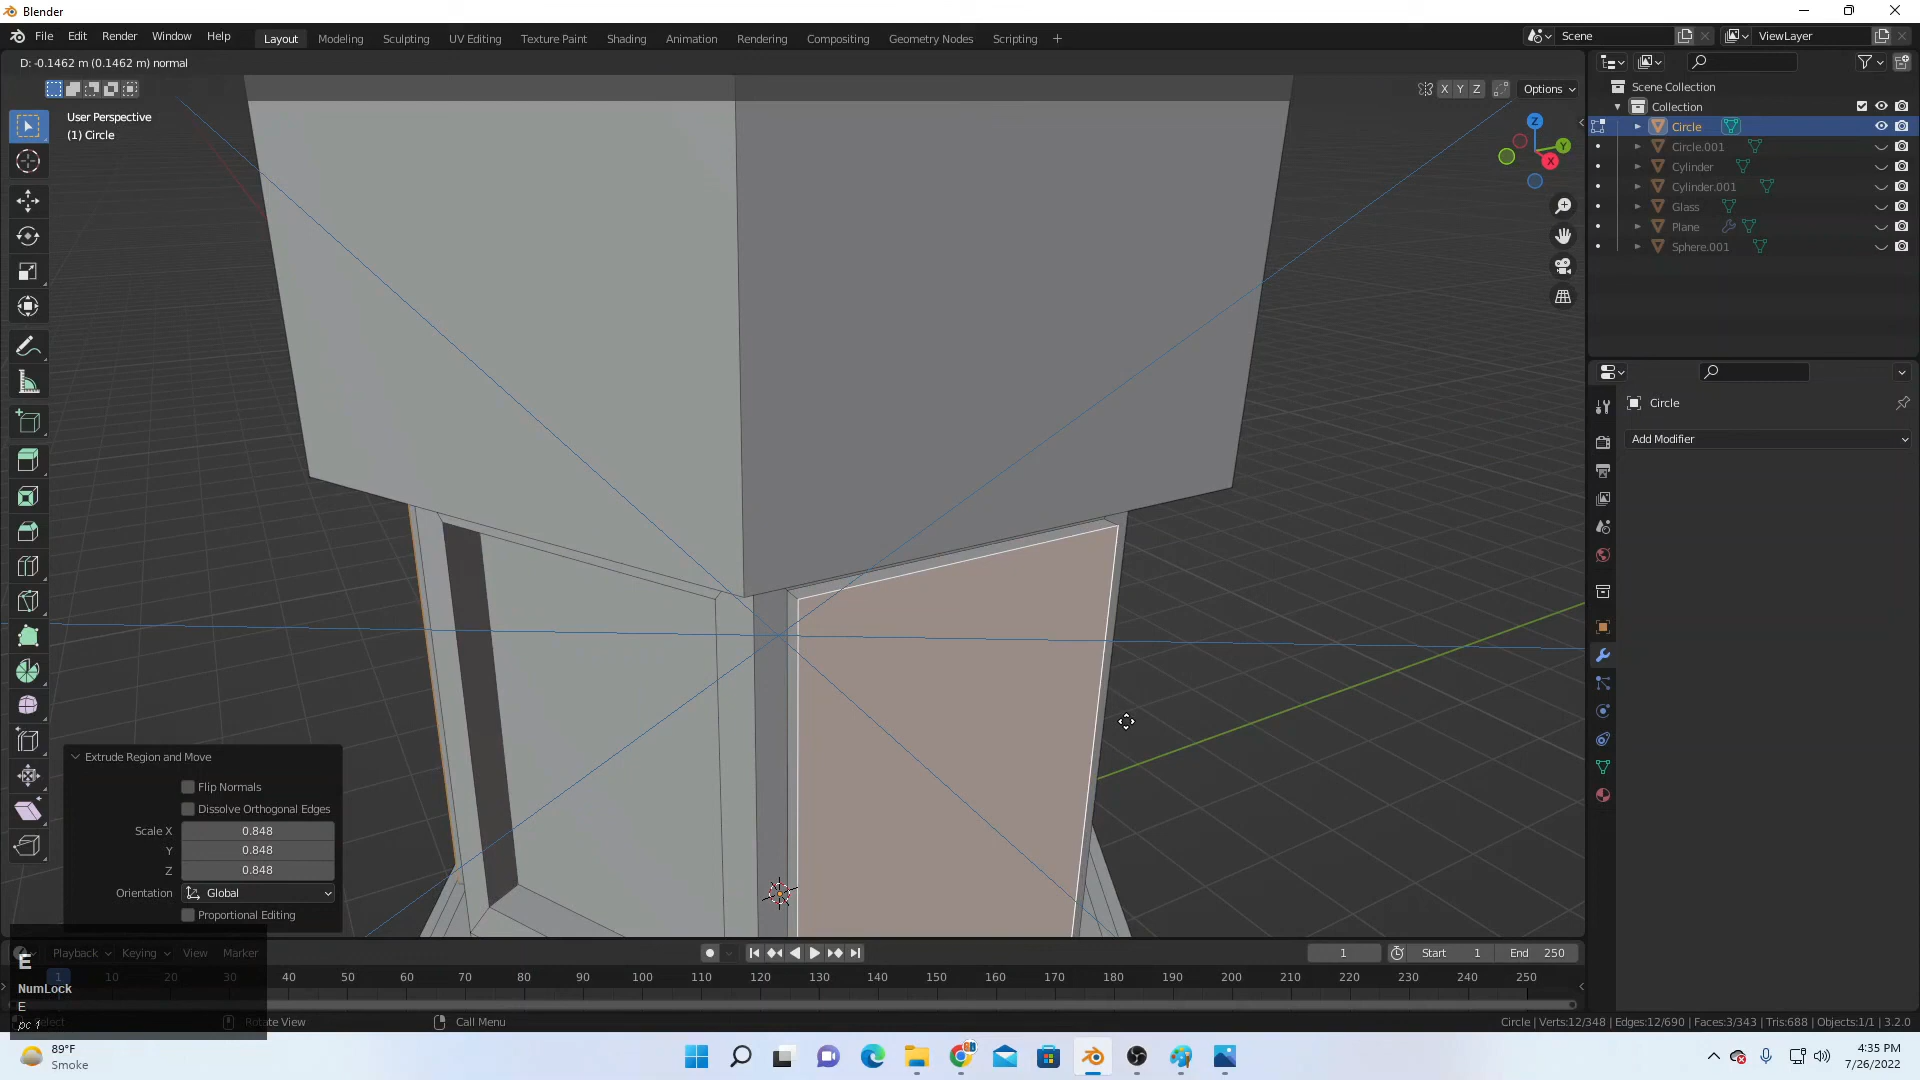 Blender
File Edit Render Window Help
Layout Modeling Sculpting UV Editing Texture Paint Shading Animation Rendering Compositing Geometry Nodes Scripting +
Scene
ViewLayer
D: -0.1462 m (0.1462 m) normal
X Y Z Options
User Perspective
(1) Circle
Z
Y
X
Scene Collection
Collection
Circle
Circle.001
Cylinder
Cylinder.001
Glass
Plane
Sphere.001
Circle
Add Modifier
Extrude Region and Move
Flip Normals
Dissolve Orthogonal Edges
Scale X 0.848
Y 0.848
Z 0.848
Orientation Global
Proportional Editing
Playback Keying View Marker
1 Start 1 End 250
1 10 20 30 40 50 60 70 80 90 100 110 120 130 140 150 160 170 180 190 200 210 220 230 240 250
E
NumLock
E
Rotate View Call Menu
Circle | Verts:12/348 | Edges:12/690 | Faces:3/343 | Tris:688 | Objects:1/1 | 3.2.0
89°F
Smoke
4:35 PM
7/26/2022